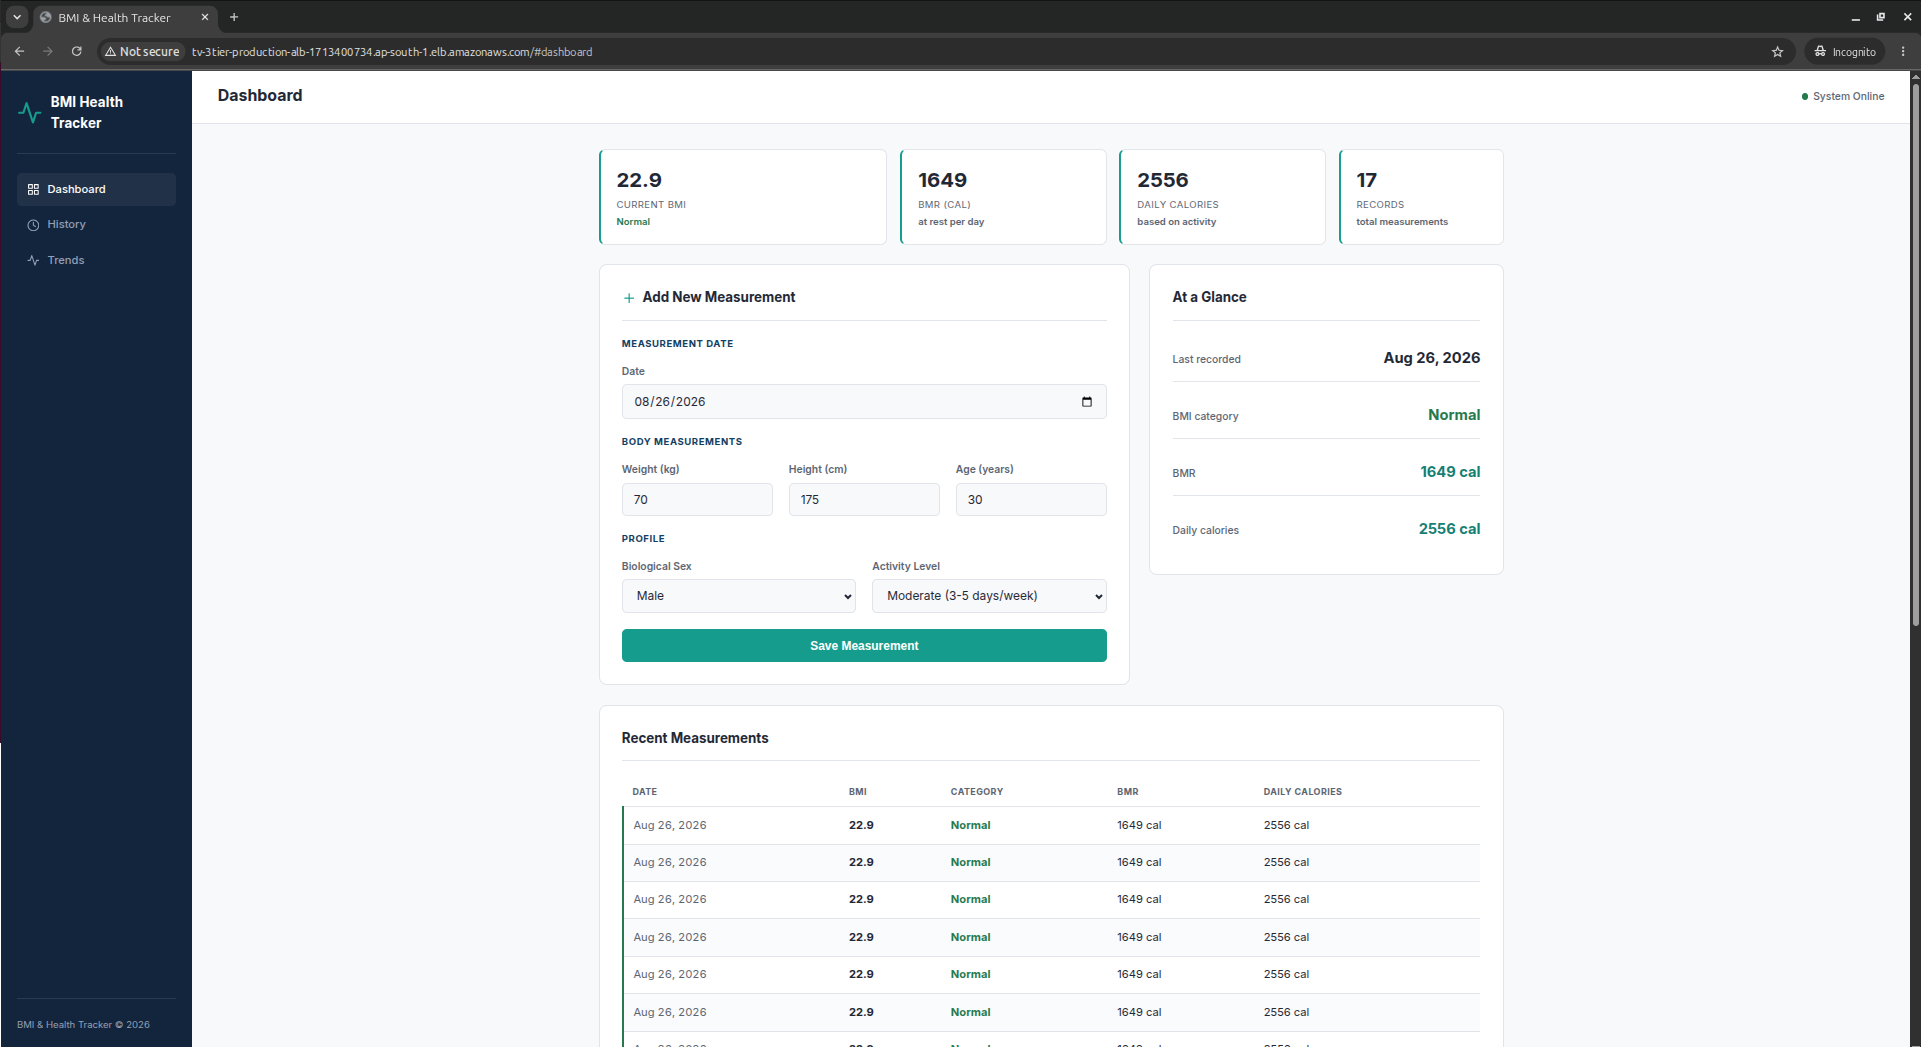 BMI & Health Tracker
Not secure
tv-3tier-production-alb-1713400734.ap-south-1.elb.amazonaws.com/#dashboard
Incognito
BMI Health
Tracker
Dashboard
History
Trends
BMI & Health Tracker © 2026
Dashboard
System Online
22.9
CURRENT BMI
Normal
1649
BMR (CAL)
at rest per day
2556
DAILY CALORIES
based on activity
17
RECORDS
total measurements
Add New Measurement
MEASUREMENT DATE
Date
08/26/2026
BODY MEASUREMENTS
Weight (kg) Height (cm) Age (years)
70 175 30
PROFILE
Biological Sex Activity Level
Male Moderate (3-5 days/week)
Save Measurement
At a Glance
Last recorded Aug 26, 2026
BMI category Normal
BMR 1649 cal
Daily calories 2556 cal
Recent Measurements
DATE BMI CATEGORY BMR DAILY CALORIES
Aug 26, 2026 22.9 Normal 1649 cal 2556 cal
Aug 26, 2026 22.9 Normal 1649 cal 2556 cal
Aug 26, 2026 22.9 Normal 1649 cal 2556 cal
Aug 26, 2026 22.9 Normal 1649 cal 2556 cal
Aug 26, 2026 22.9 Normal 1649 cal 2556 cal
Aug 26, 2026 22.9 Normal 1649 cal 2556 cal